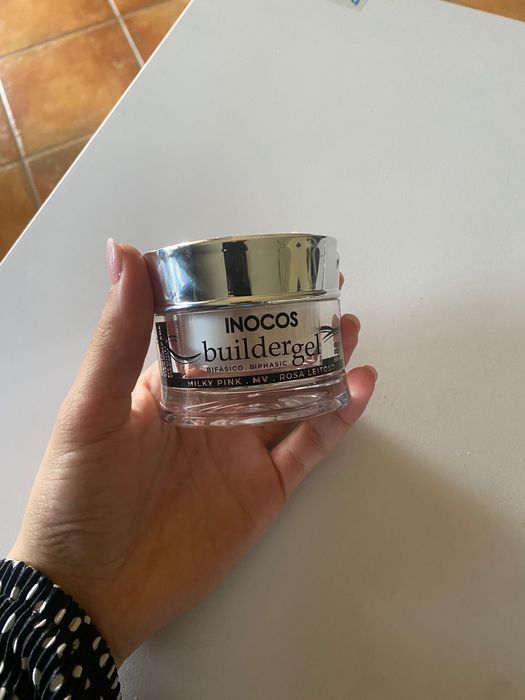 INOCOS
buildergel
BIFÁSICO . BIPHASIC
MILKY PINK . MV . ROSA LEITOSO